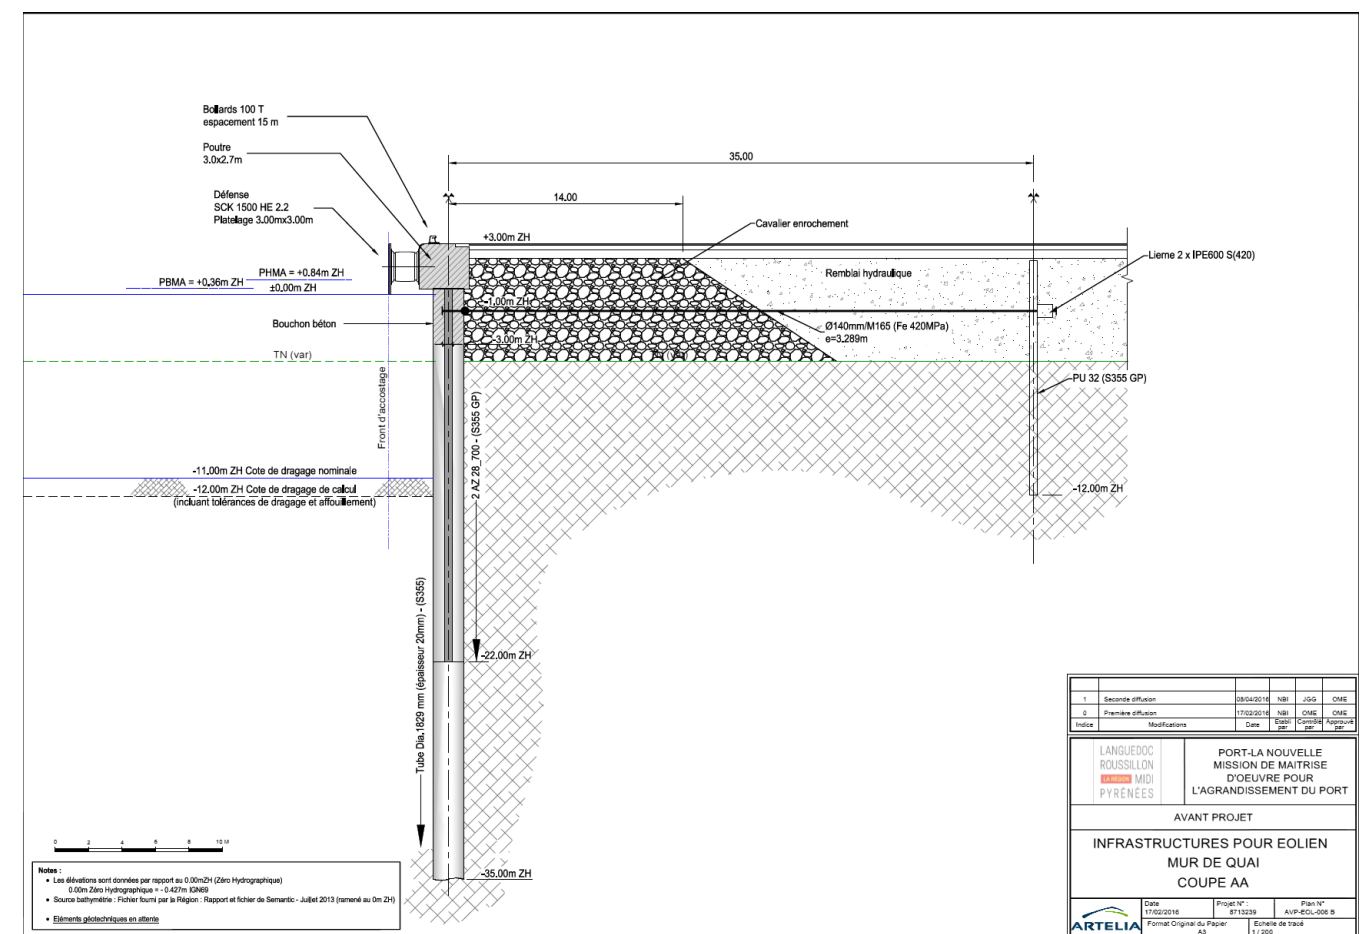 Bollards 100 T
espacement 15 m
Poutre
3.0x2.7m
35.00
Défense
SCK 1500 HE 2.2
Platelage 3.00mx3.00m
14.00
Cavalier enrochement
+3.00m ZH
Lierne 2 x IPE600 S(420)
PHMA = +0.84m ZH
PBMA = +0.36m ZH
±0.00m ZH
Remblai hydraulique
-1.00m ZH
Bouchon béton
Ø140mm/M165 (Fe 420MPa)
e=3.289m
-3.00m ZH
TN (var)
TN (var)
PU 32 (S355 GP)
Front d'accostage
2 AZ 28_700 - (S355 GP)
-11.00m ZH Cote de dragage nominale
-12.00m ZH Cote de dragage de calcul
(incluant tolérances de dragage et affouillement)
-12.00m ZH
Tube Dia.1829 mm (épaisseur 20mm) - (S355)
-22.00m ZH
-35.00m ZH
0 2 4 6 8 10 M
Notes :
• Les élévations sont données par rapport au 0.00mZH (Zéro Hydrographique)
0.00m Zéro Hydrographique = - 0.427m IGN69
• Source bathymétrie : Fichier fourni par la Région : Rapport et fichier de Semantic - Juillet 2013 (ramené au 0m ZH)
• Eléments géotechniques en attente
1 Seconde diffusion 08/04/2016 NBI JGG OME
0 Première diffusion 17/02/2016 NBI OME OME
Indice Modifications Date Etabli par Contrôlé par Approuvé par
LANGUEDOC
ROUSSILLON
LA RÉGION MIDI
PYRÉNÉES
PORT-LA NOUVELLE
MISSION DE MAITRISE
D'OEUVRE POUR
L'AGRANDISSEMENT DU PORT
AVANT PROJET
INFRASTRUCTURES POUR EOLIEN
MUR DE QUAI
COUPE AA
ARTELIA
Date
17/02/2016
Projet N° :
8713239
Plan N°
AVP-EOL-006 B
Format Original du Papier
A3
Echelle de tracé
1 / 200